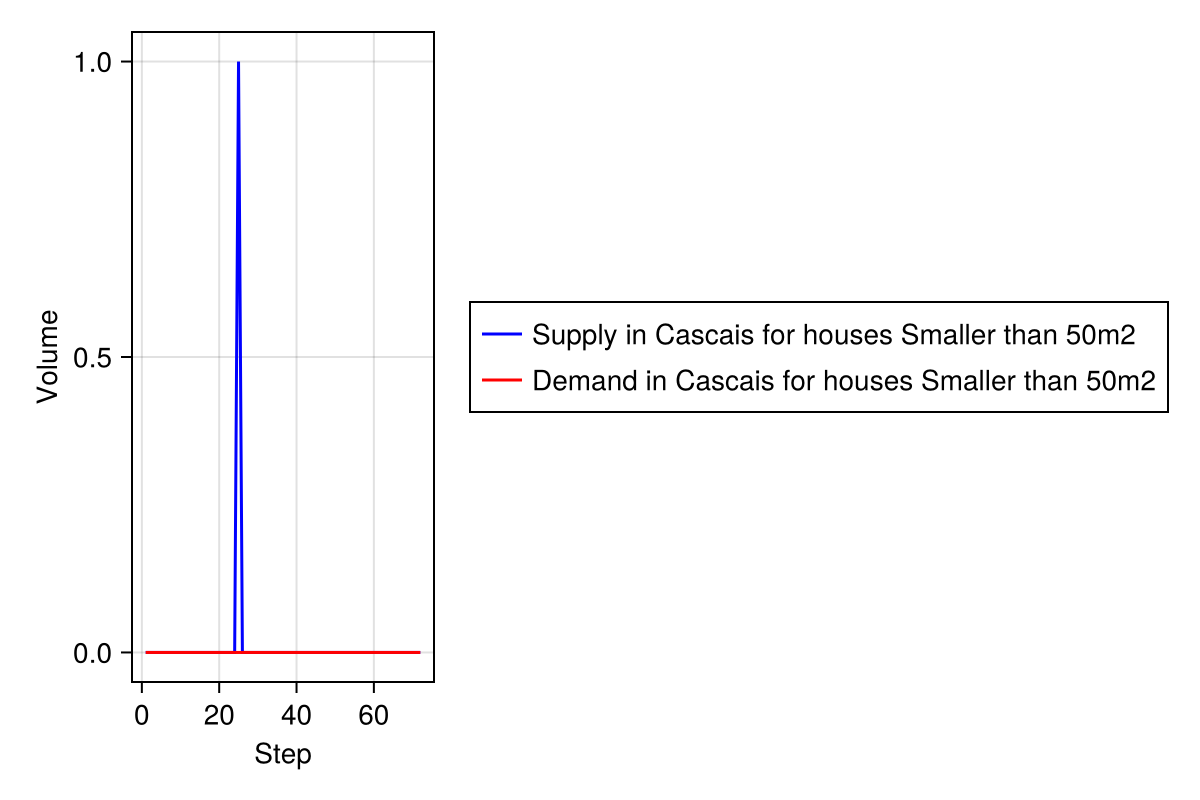 1.0
0.5
0.0
Volume
0 20 40 60
Step
Supply in Cascais for houses Smaller than 50m2
Demand in Cascais for houses Smaller than 50m2